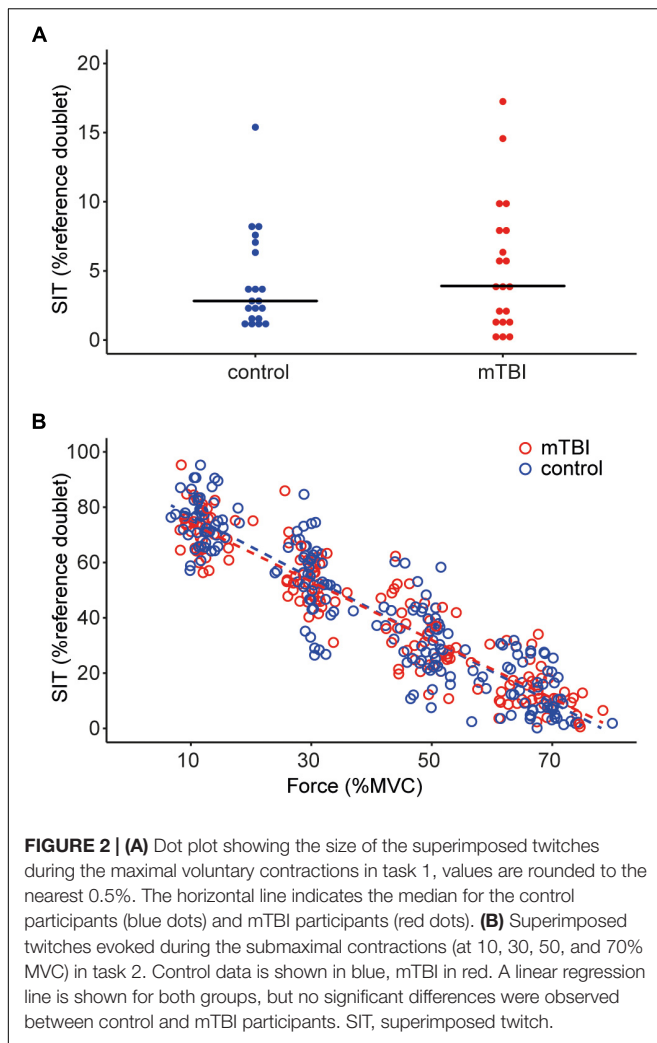 A
20
15
10
5
0
SIT (%reference doublet)
control
mTBI
B
mTBI
control
100
80
60
40
20
0
SIT (%reference doublet)
10
30
50
70
Force (%MVC)
FIGURE 2 | (A) Dot plot showing the size of the superimposed twitches
during the maximal voluntary contractions in task 1, values are rounded to the
nearest 0.5%. The horizontal line indicates the median for the control
participants (blue dots) and mTBI participants (red dots). (B) Superimposed
twitches evoked during the submaximal contractions (at 10, 30, 50, and 70%
MVC) in task 2. Control data is shown in blue, mTBI in red. A linear regression
line is shown for both groups, but no significant differences were observed
between control and mTBI participants. SIT, superimposed twitch.